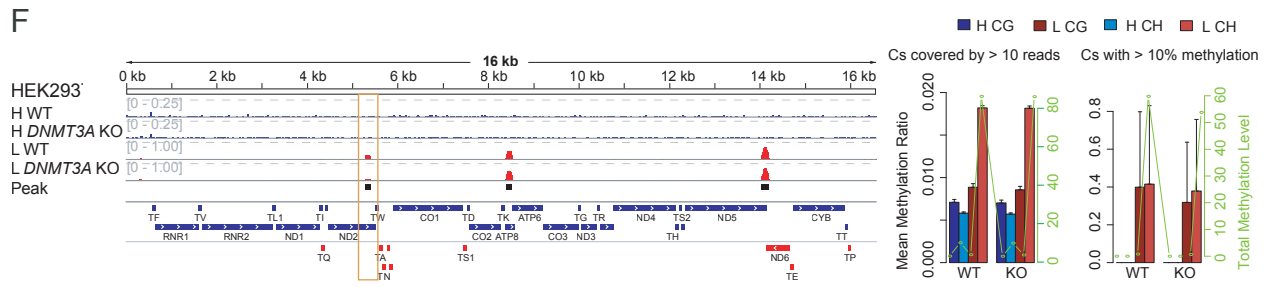 F
16 kb
0 kb 2 kb 4 kb 6 kb 8 kb 10 kb 12 kb 14 kb 16 kb
HEK293
[0 - 0.25]
H WT
[0 - 0.25]
H DNMT3A KO
[0 - 1.00]
L WT
[0 - 1.00]
L DNMT3A KO
Peak
TF TV TL1 TI TW CO1 TD TK ATP6 TG TR ND4 TS2 ND5 CYB
RNR1 RNR2 ND1 ND2 CO2 ATP8 CO3 ND3 TH TT
TQ TA TS1 ND6 TP
TN TE
H CG L CG H CH L CH
Cs covered by > 10 reads
Mean Methylation Ratio
0.020
0.010
0.000
80
60
40
20
0
WT KO
Cs with > 10% methylation
0.8
0.6
0.4
0.2
0.0
60
50
40
30
20
10
0
Total Methylation Level
WT KO